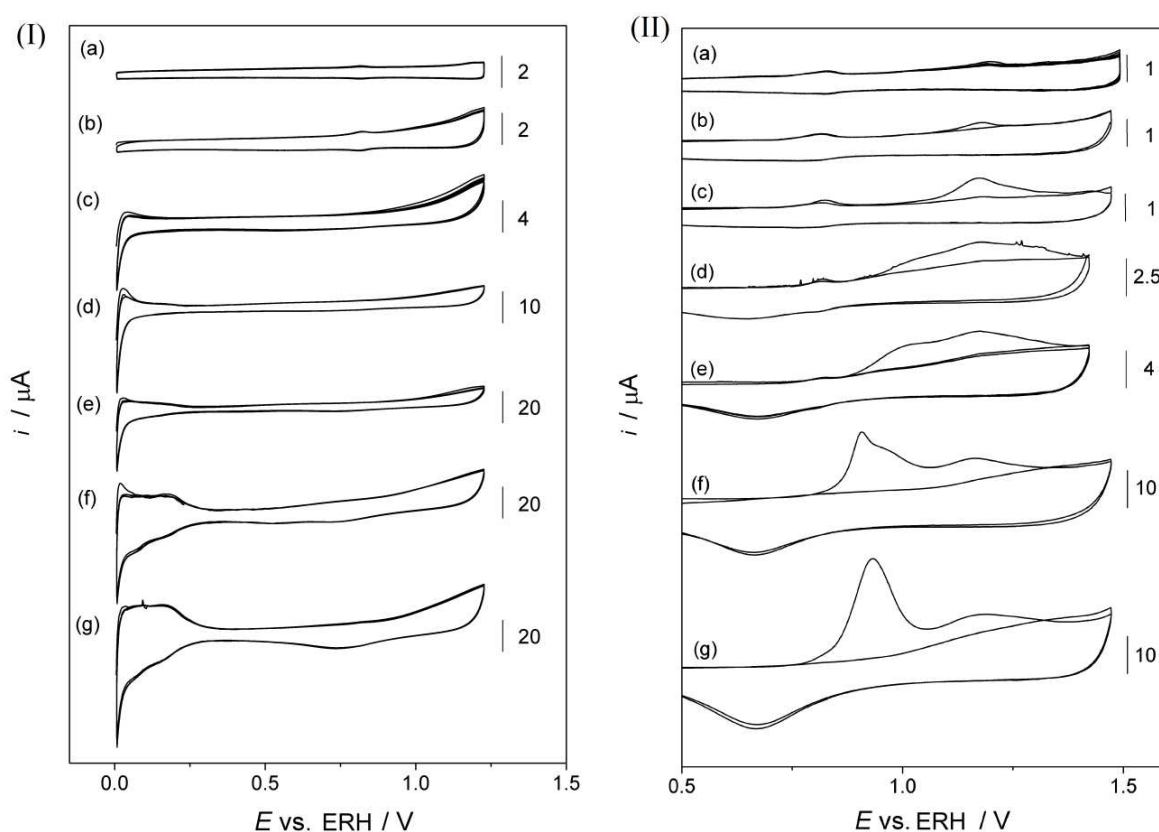 (I)
(a)
2
(b)
2
(c)
4
(d)
10
(e)
20
(f)
20
(g)
20
i / µA
0.0 0.5 1.0 1.5
E vs. ERH / V
(II)
(a)
1
(b)
1
(c)
1
(d)
2.5
(e)
4
(f)
10
(g)
10
i / µA
0.5 1.0 1.5
E vs. ERH / V